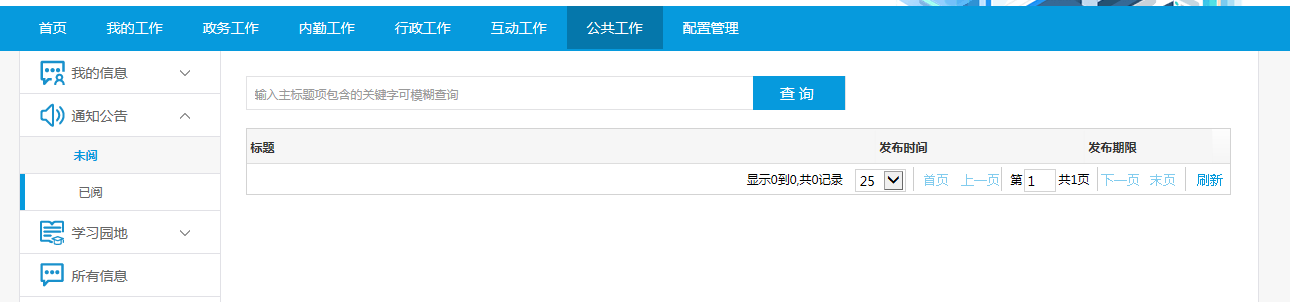 首页 我的工作 政务工作 内勤工作 行政工作 互动工作 公共工作 配置管理
我的信息
通知公告
未阅
已阅
学习园地
所有信息
输入主标题项包含的关键字可模糊查询 查 询
标题 发布时间 发布期限
显示0到0,共0记录 25 首页 上一页 第 1 共1页 下一页 末页 刷新